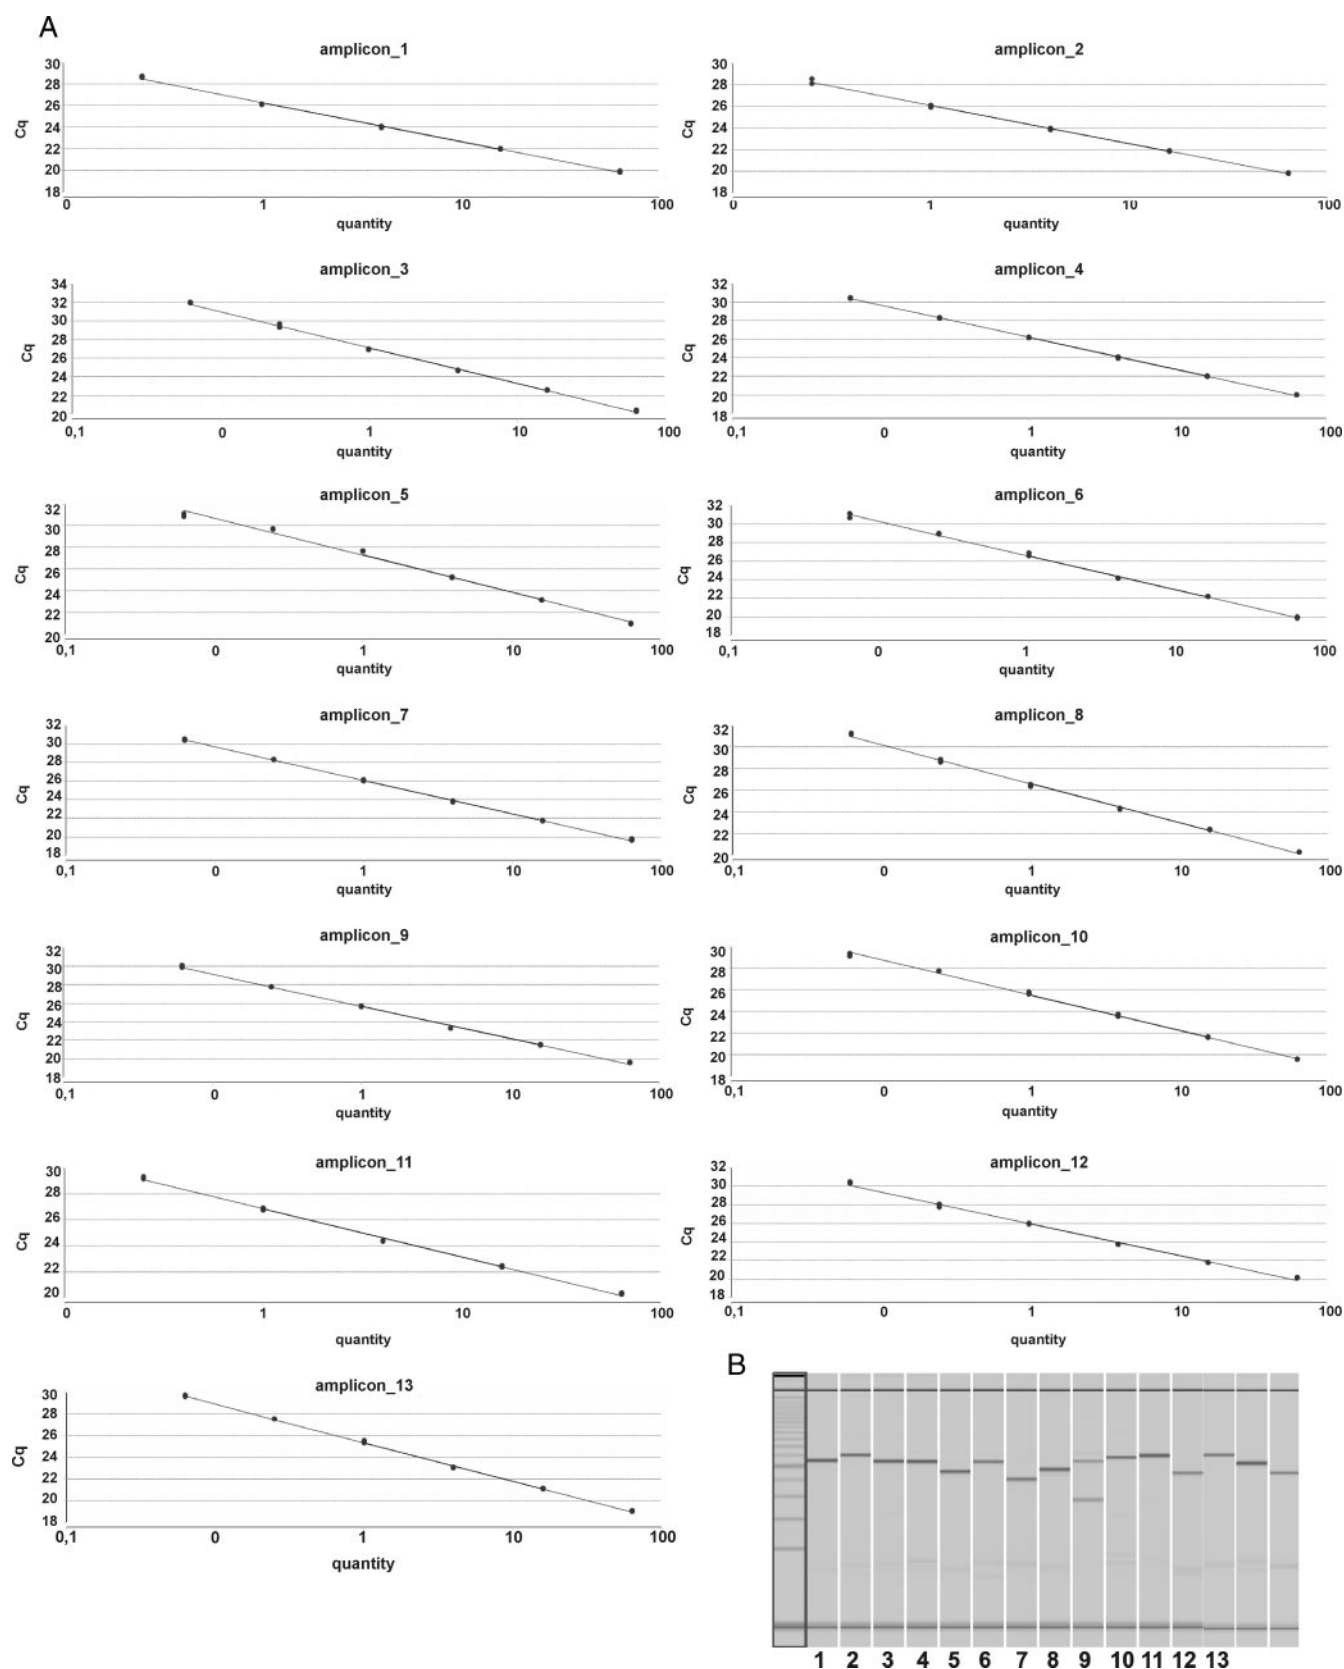 A
amplicon_1
30
28
26
24
22
20
18
Cq
0 1 10 100
quantity
amplicon_2
30
28
26
24
22
20
18
Cq
0 1 10 100
quantity
amplicon_3
34
32
30
28
26
24
22
20
Cq
0,1 0 1 10 100
quantity
amplicon_4
32
30
28
26
24
22
20
18
Cq
0,1 0 1 10 100
quantity
amplicon_5
32
30
28
26
24
22
20
Cq
0,1 0 1 10 100
quantity
amplicon_6
32
30
28
26
24
22
20
18
Cq
0,1 0 1 10 100
quantity
amplicon_7
32
30
28
26
24
22
20
18
Cq
0,1 0 1 10 100
quantity
amplicon_8
32
30
28
26
24
22
20
Cq
0,1 0 1 10 100
quantity
amplicon_9
32
30
28
26
24
22
20
18
Cq
0,1 0 1 10 100
quantity
amplicon_10
30
28
26
24
22
20
18
Cq
0,1 0 1 10 100
quantity
amplicon_11
30
28
26
24
22
20
Cq
0 1 10 100
quantity
amplicon_12
32
30
28
26
24
22
20
18
Cq
0,1 0 1 10 100
quantity
amplicon_13
30
28
26
24
22
20
18
Cq
0,1 0 1 10 100
quantity
B
1 2 3 4 5 6 7 8 9 10 11 12 13